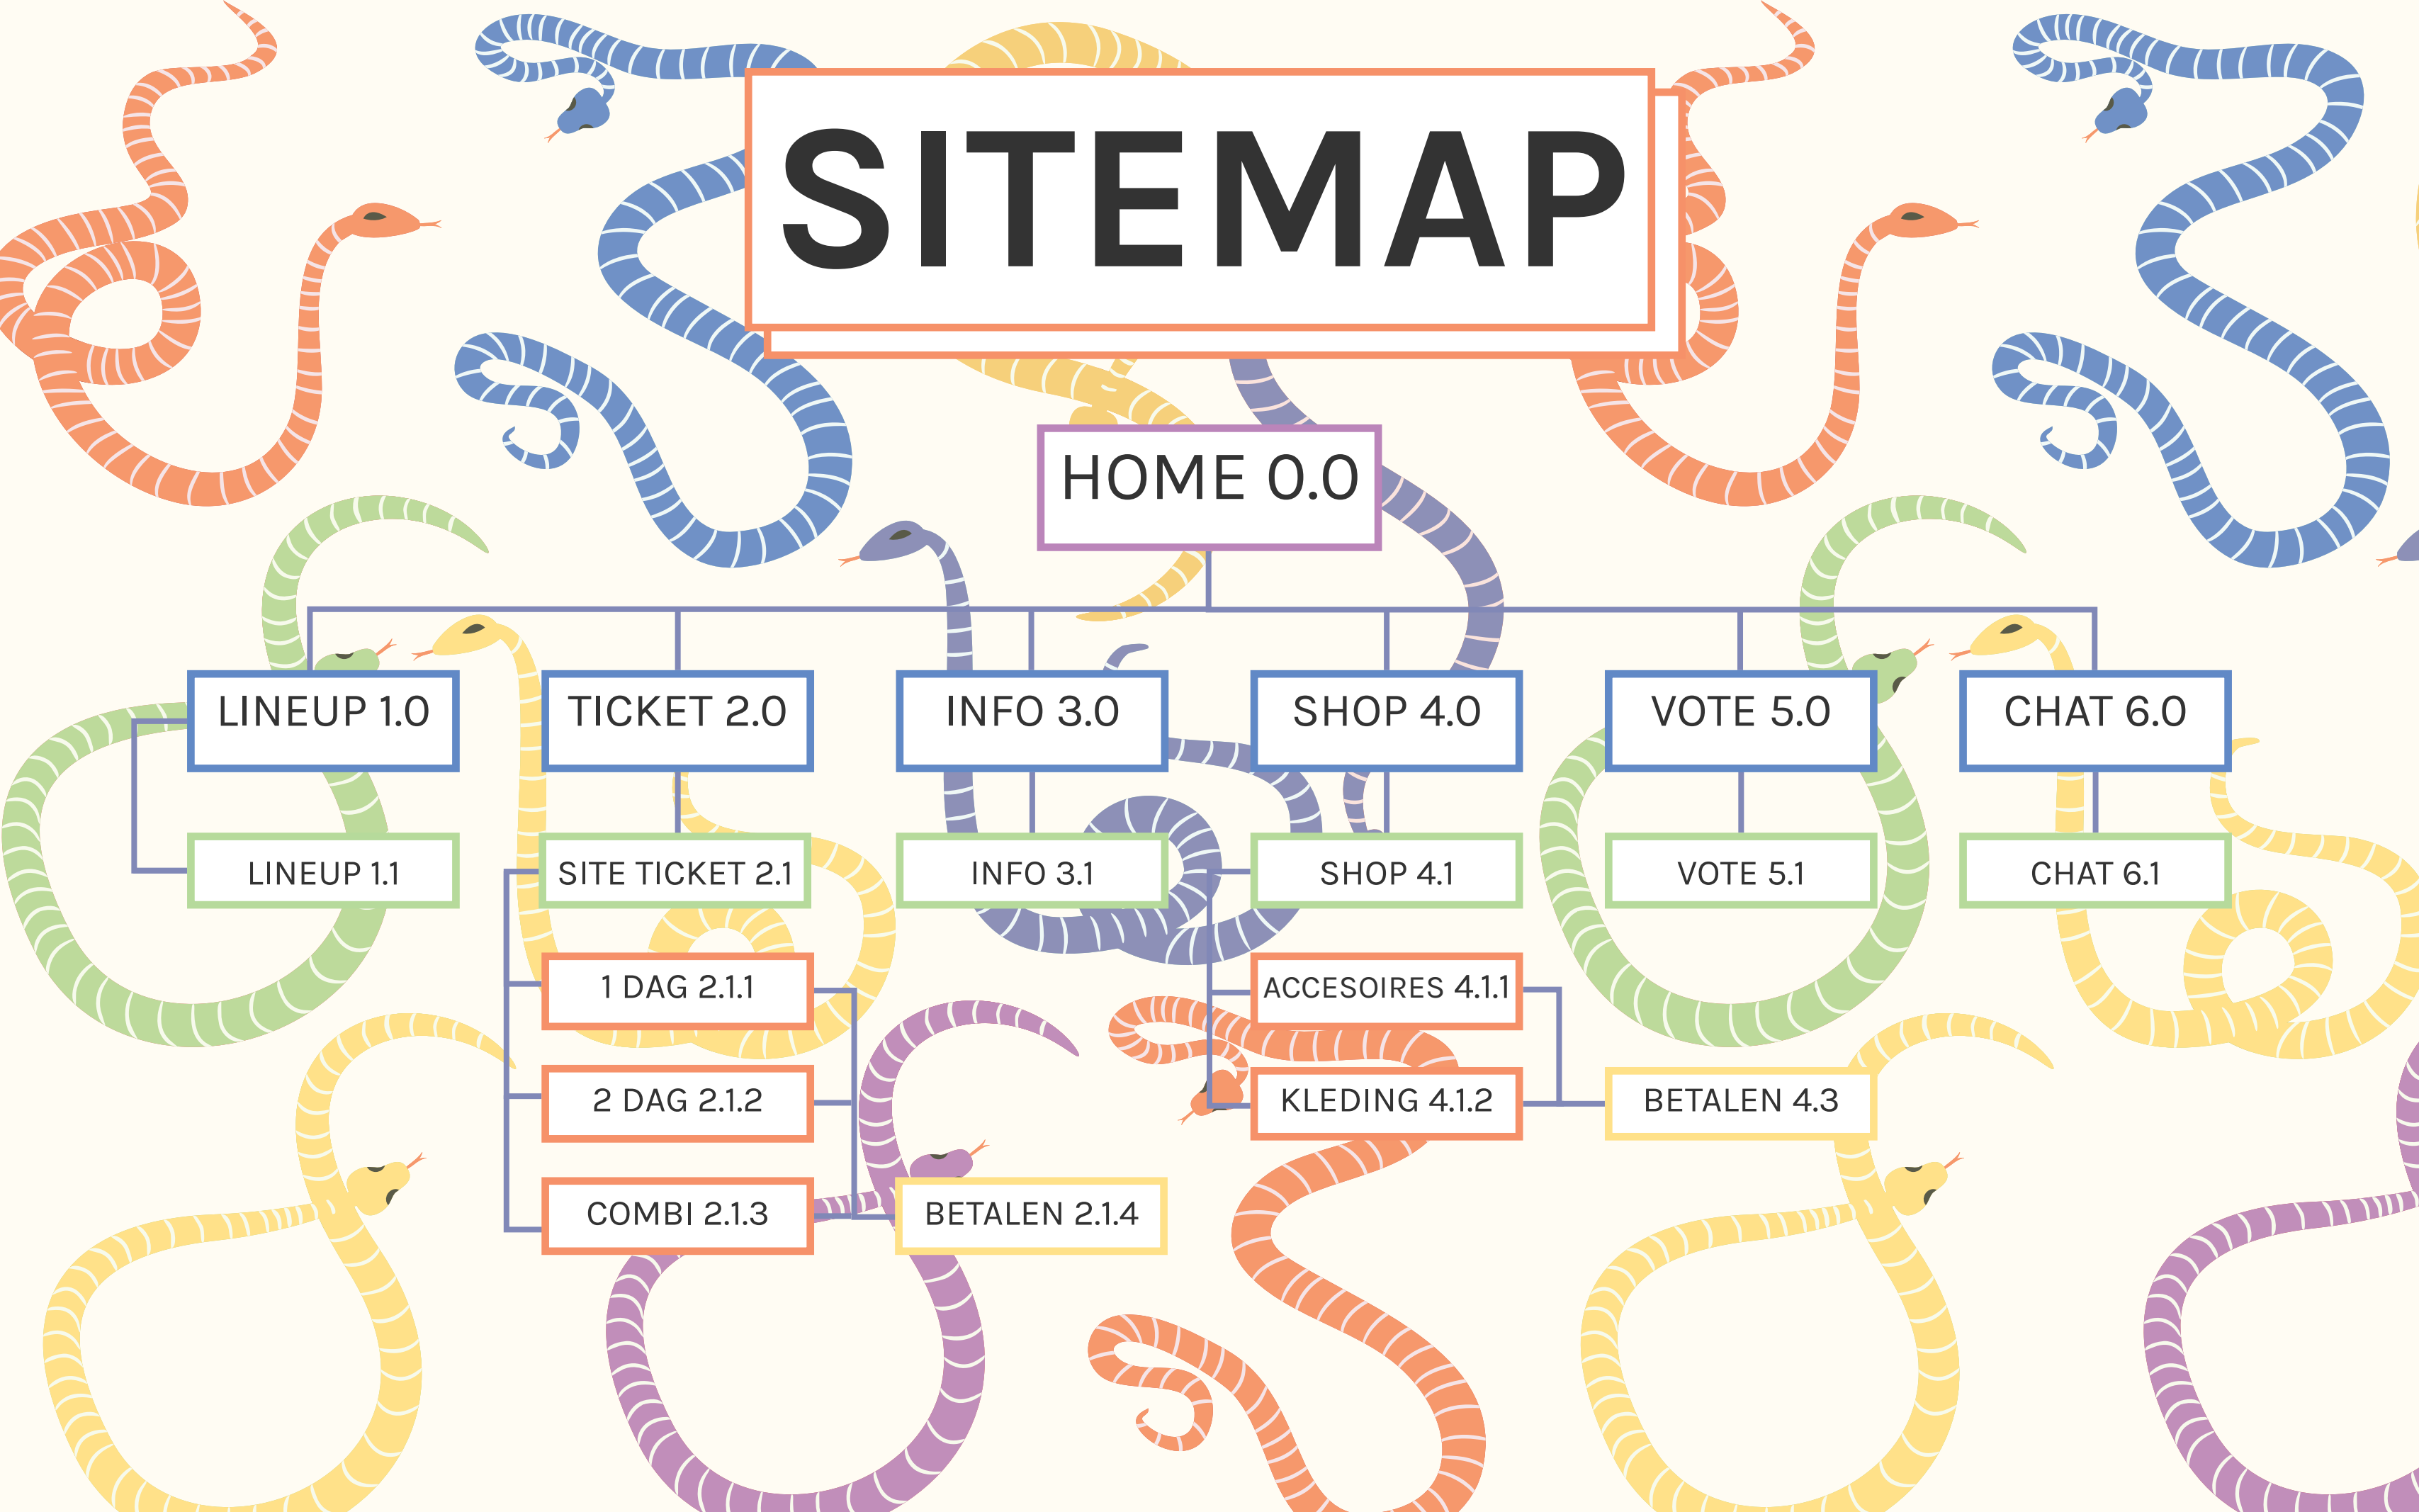 SITEMAP
HOME 0.0
LINEUP 1.0
TICKET 2.0
INFO 3.0
SHOP 4.0
VOTE 5.0
CHAT 6.0
LINEUP 1.1
SITE TICKET 2.1
INFO 3.1
SHOP 4.1
VOTE 5.1
CHAT 6.1
1 DAG 2.1.1
ACCESOIRES 4.1.1
2 DAG 2.1.2
KLEDING 4.1.2
BETALEN 4.3
COMBI 2.1.3
BETALEN 2.1.4